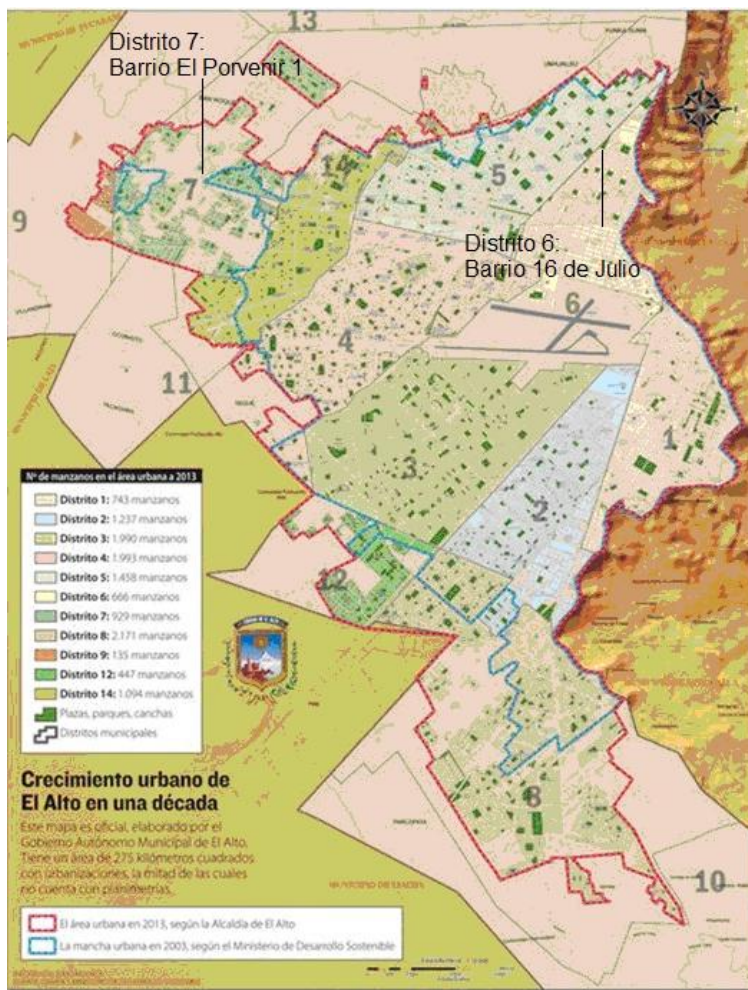 13
Distrito 7:
Barrio El Porvenir 1
5
14
7
9
Distrito 6:
Barrio 16 de Julio
6
4
11
1
3
2
12
8
10
Nº de manzanos en el área urbana a 2013
Distrito 1: 743 manzanos
Distrito 2: 1.237 manzanos
Distrito 3: 1.990 manzanos
Distrito 4: 1.993 manzanos
Distrito 5: 1.458 manzanos
Distrito 6: 666 manzanos
Distrito 7: 929 manzanos
Distrito 8: 2.171 manzanos
Distrito 9: 135 manzanos
Distrito 12: 447 manzanos
Distrito 14: 1.094 manzanos
Plazas, parques, canchas
Distritos municipales
Crecimiento urbano de
El Alto en una década
Este mapa es oficial, elaborado por el
Gobierno Autónomo Municipal de El Alto.
Tiene un área de 275 kilómetros cuadrados
con urbanizaciones, la mitad de las cuales
no cuenta con planimetrías.
El área urbana en 2013, según la Alcaldía de El Alto
La mancha urbana en 2003, según el Ministerio de Desarrollo Sostenible